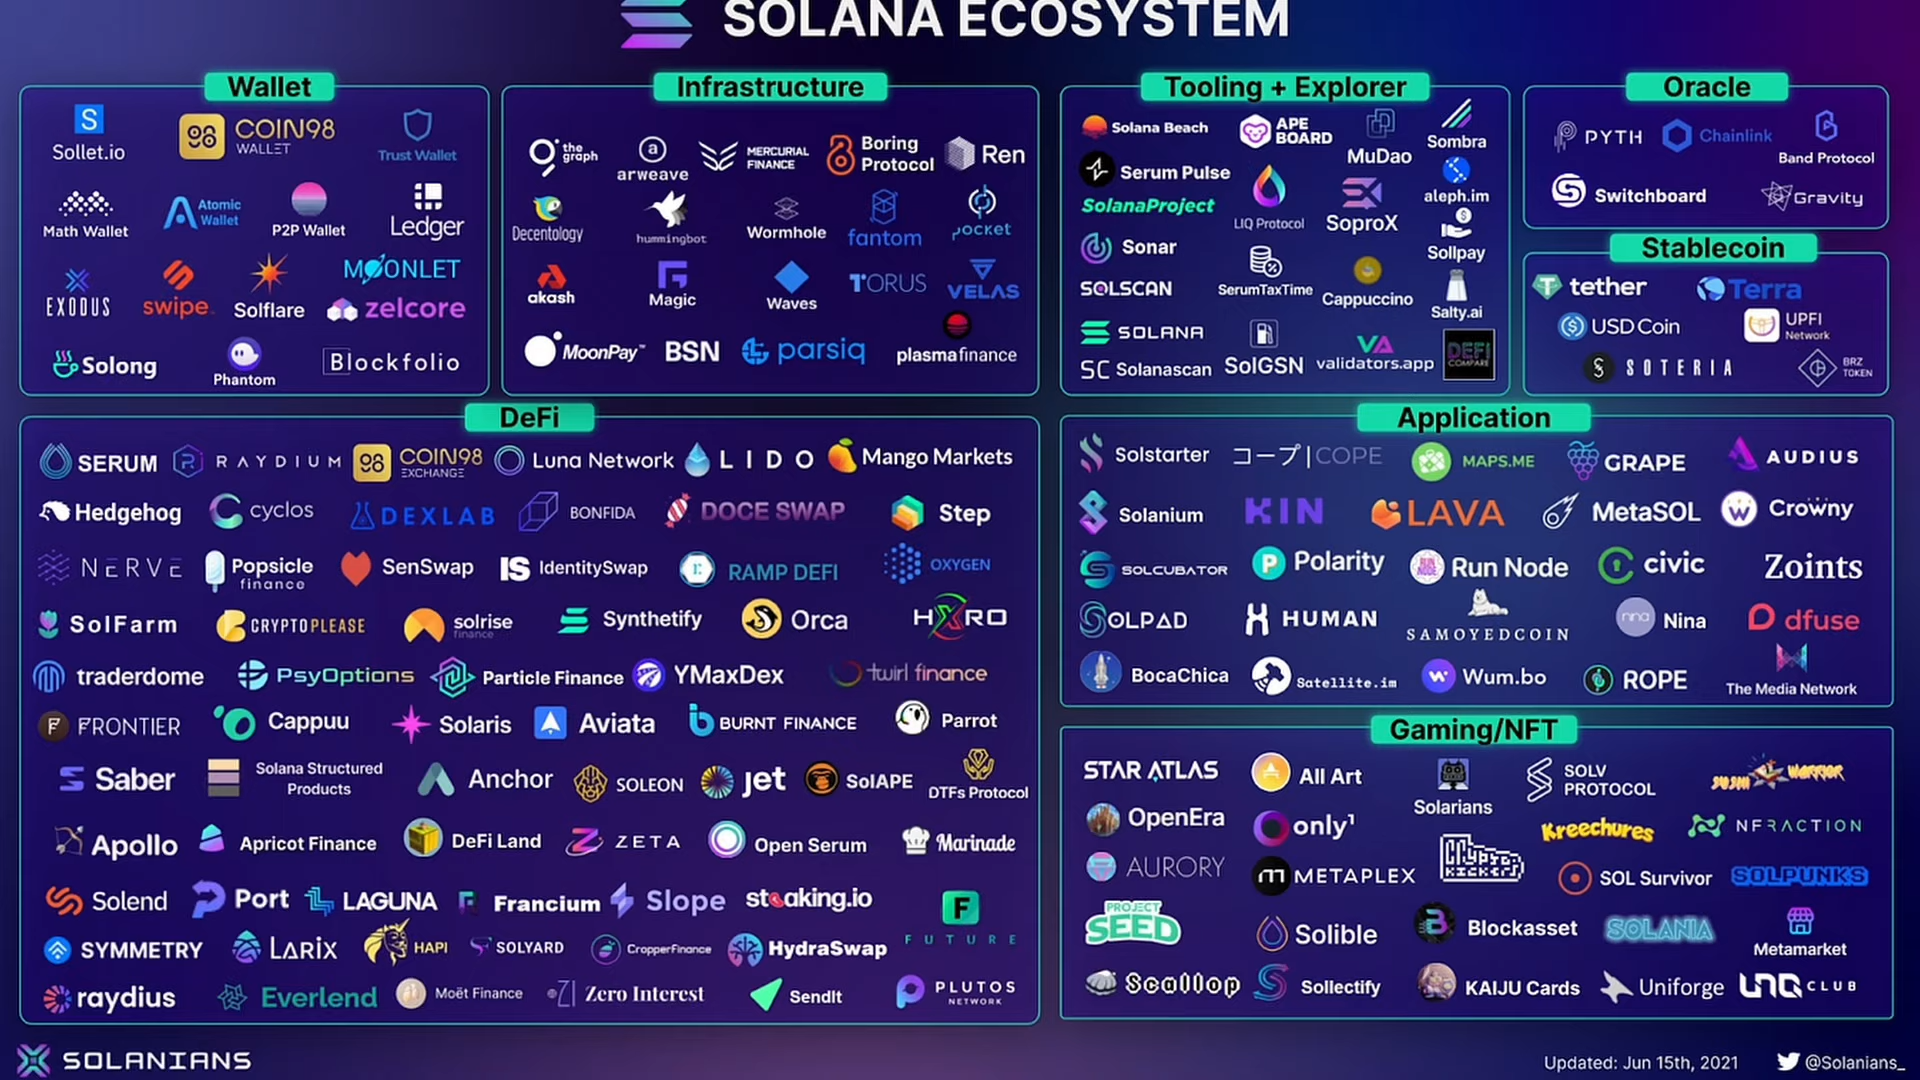 SOLANA ECOSYSTEM
Wallet
Sollet.io
COIN98
WALLET
Trust Wallet
Math Wallet
Atomic
Wallet
P2P Wallet
Ledger
EXODUS
swipe
Solflare
MOONLET
zelcore
Solong
Phantom
Blockfolio
Infrastructure
the
graph
arweave
MERCURIAL
FINANCE
Boring
Protocol
Ren
Decentology
hummingbot
Wormhole
fantom
pocket
akash
Magic
Waves
TORUS
VELAS
MoonPay™
BSN
parsiq
plasma finance
Tooling + Explorer
Solana Beach
APE
BOARD
MuDao
Sombra
Serum Pulse
SolanaProject
LIQ Protocol
SoproX
aleph.im
Sonar
Sollpay
SOLSCAN
SerumTaxTime
Cappuccino
Salty.ai
SOLANA
SC Solanascan
SolGSN
validators.app
DEFI
COMPARE
Oracle
PYTH
Chainlink
Band Protocol
Switchboard
Gravity
Stablecoin
tether
Terra
USD Coin
UPFI
Network
SOTERIA
BRZ
TOKEN
DeFi
SERUM
RAYDIUM
COIN98
EXCHANGE
Luna Network
LIDO
Mango Markets
Hedgehog
cyclos
DEXLAB
BONFIDA
DOCE SWAP
Step
NERVE
Popsicle
finance
SenSwap
IS IdentitySwap
RAMP DEFI
OXYGEN
SolFarm
CRYPTOPLEASE
solrise
finance
Synthetify
Orca
HXRO
traderdome
PsyOptions
Particle Finance
YMaxDex
twirl finance
FRONTIER
Cappuu
Solaris
Aviata
BURNT FINANCE
Parrot
Saber
Solana Structured
Products
Anchor
SOLEON
jet
SolAPE
DTFs Protocol
Apollo
Apricot Finance
DeFi Land
ZETA
Open Serum
Marinade
Solend
Port
LAGUNA
Francium
Slope
steaking.io
FUTURE
SYMMETRY
LARIX
HAPI
SOLYARD
CropperFinance
HydraSwap
raydius
Everlend
Moët Finance
Zero Interest
SendIt
PLUTOS
NETWORK
Application
Solstarter
コープ|COPE
MAPS.ME
GRAPE
AUDIUS
Solanium
KIN
LAVA
MetaSOL
Crowny
SOLCUBATOR
Polarity
Run Node
civic
Zoints
SOLPAD
HUMAN
SAMOYEDCOIN
nina Nina
dfuse
BocaChica
Satellite.im
Wum.bo
ROPE
The Media Network
Gaming/NFT
STAR ATLAS
All Art
Solarians
SOLV
PROTOCOL
SUSHI WARRIOR
OpenEra
only1
Kreechures
NFRACTION
AURORY
METAPLEX
SOL Survivor
SOLPUNKS
PROJECT
SEED
Solible
Blockasset
SOLANIA
Metamarket
Scallop
Sollectify
KAIJU Cards
Uniforge
UNQ CLUB
SOLANIANS
Updated: Jun 15th, 2021
@Solanians_